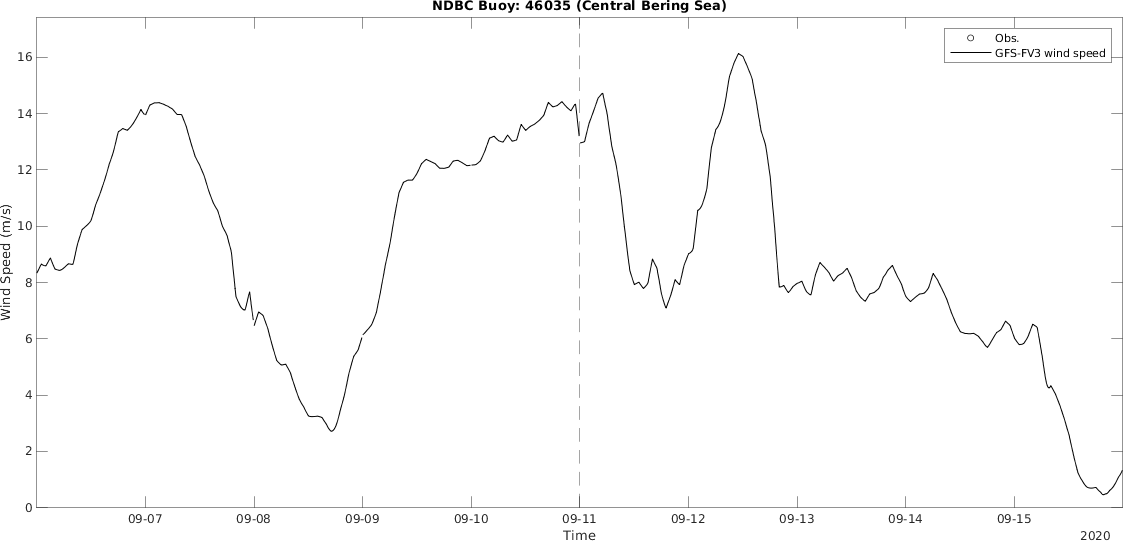 NDBC Buoy: 46035 (Central Bering Sea)
Obs.
GFS-FV3 wind speed
Wind Speed (m/s)
16
14
12
10
8
6
4
2
0
09-07 09-08 09-09 09-10 09-11 09-12 09-13 09-14 09-15
Time
2020